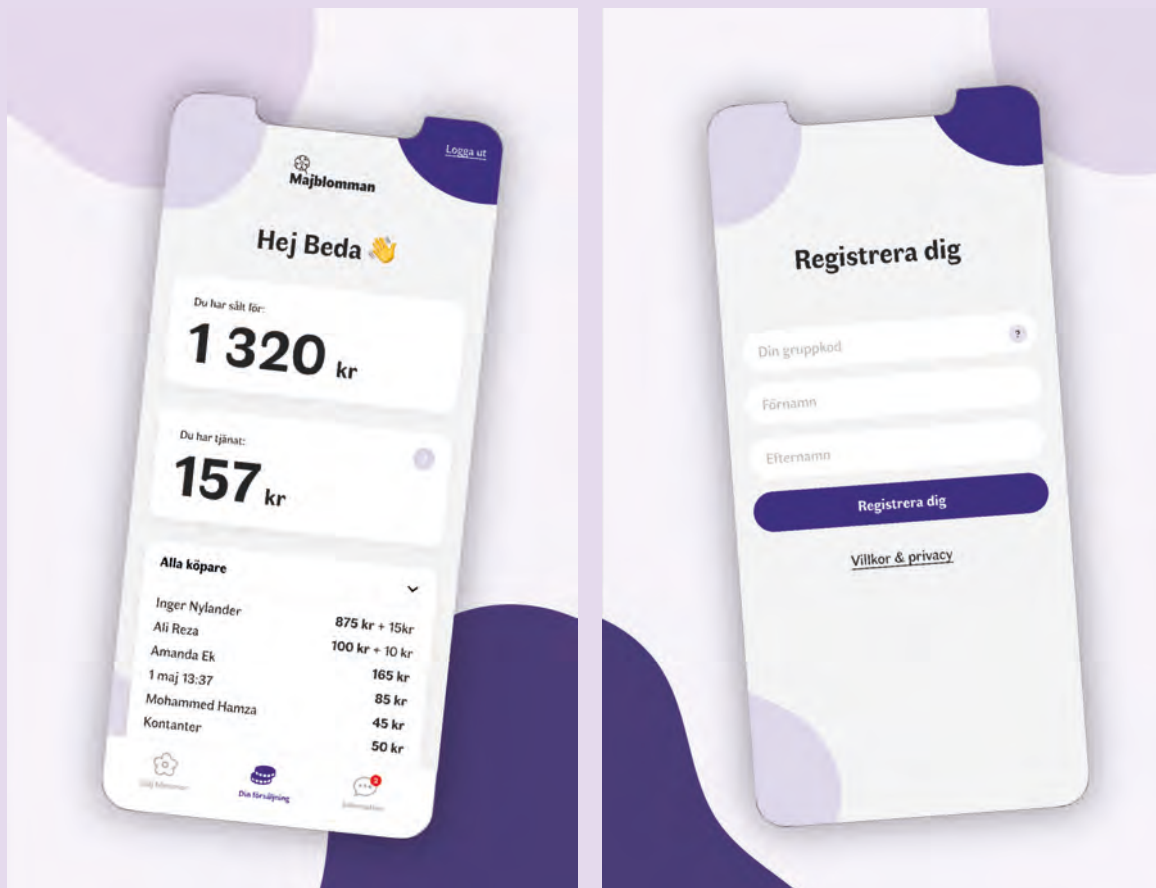 Logga ut
Majblomman
Hej Beda 👋
Du har sålt för:
1 320 kr
Du har tjänat:
?
157 kr
Alla köpare
Inger Nylander 875 kr + 15kr
Ali Reza 100 kr + 10 kr
Amanda Ek 165 kr
1 maj 13:37 85 kr
Mohammed Hamza 45 kr
Kontanter 50 kr
Din försäljning
Information
Registrera dig
Din gruppkod ?
Förnamn
Efternamn
Registrera dig
Villkor & privacy